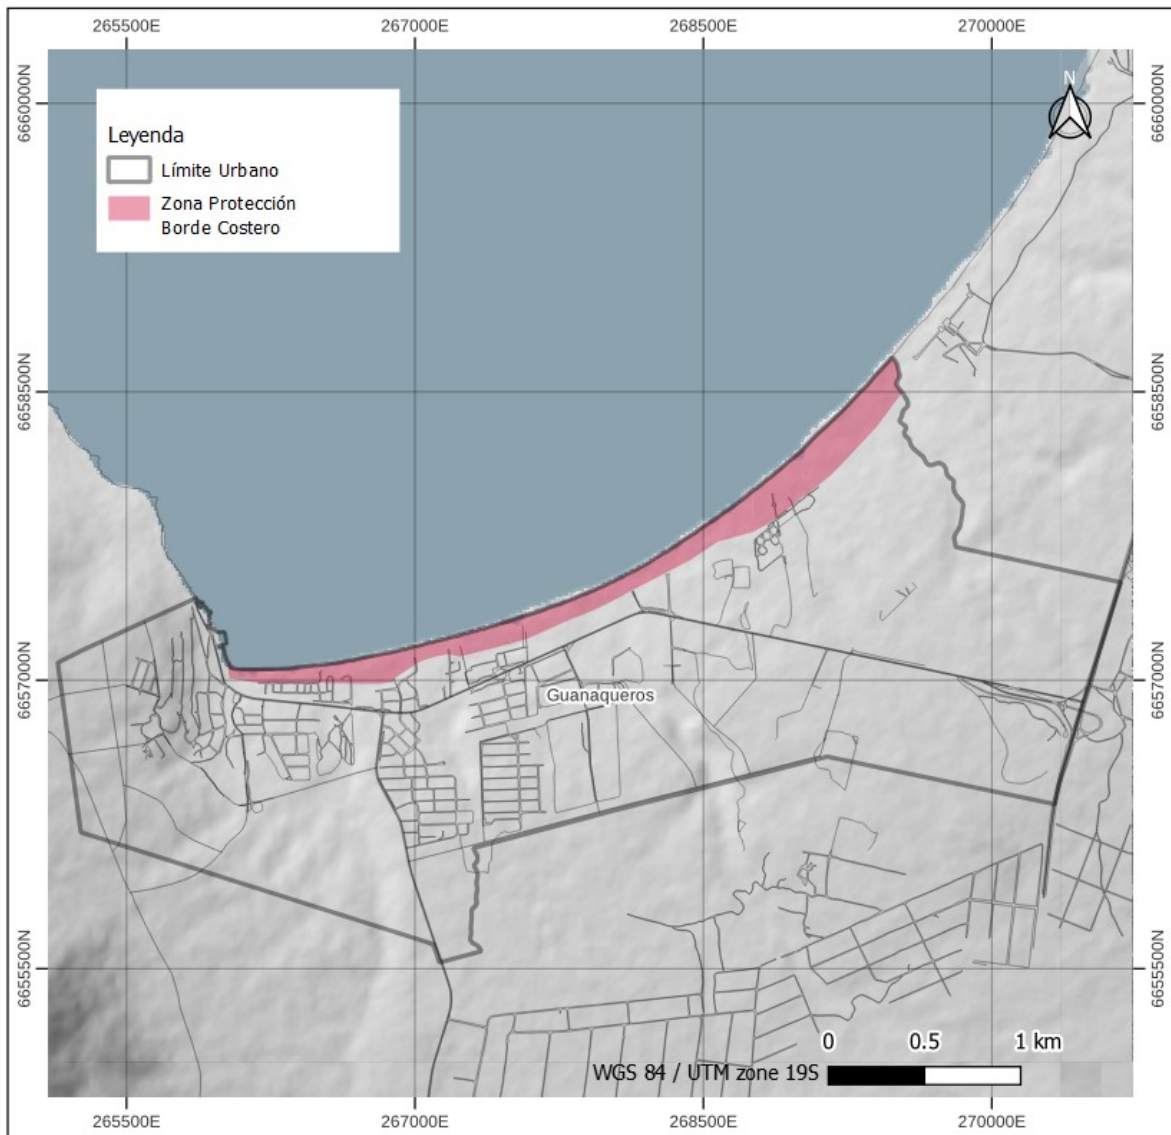 265500E 267000E 268500E 270000E
6660000N
6660000N
N
Leyenda
Límite Urbano
Zona Protección
Borde Costero
6658500N
6658500N
6657000N
6657000N
Guanaqueros
6655500N
6655500N
0 0.5 1 km
WGS 84 / UTM zone 19S
265500E 267000E 268500E 270000E